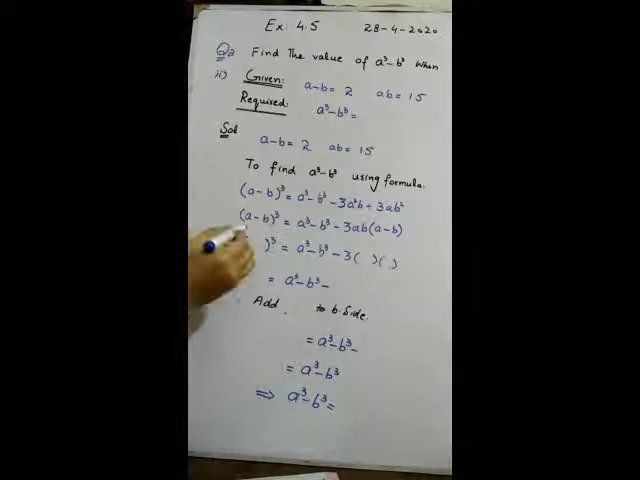 Ex: 4.5 28-4-2020
Q2 Find The value of a³-b³ when
ii) Given: a-b= 2 ab= 15
Required: a³-b³=
Sol
a-b= 2 ab= 15
To find a³-b³ using formula.
(a-b)³ = a³-b³ -3a²b+3ab²
(a-b)³ = a³-b³ -3ab(a-b)
)³ = a³-b³ -3( )( )
= a³-b³-
Add to b.side.
= a³-b³-
= a³-b³
⇒ a³-b³=